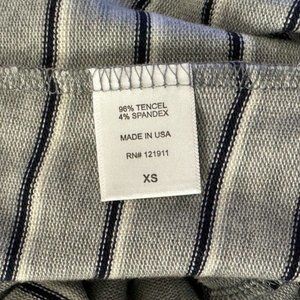 96% TENCEL
4% SPANDEX
MADE IN USA
RN# 121911
XS